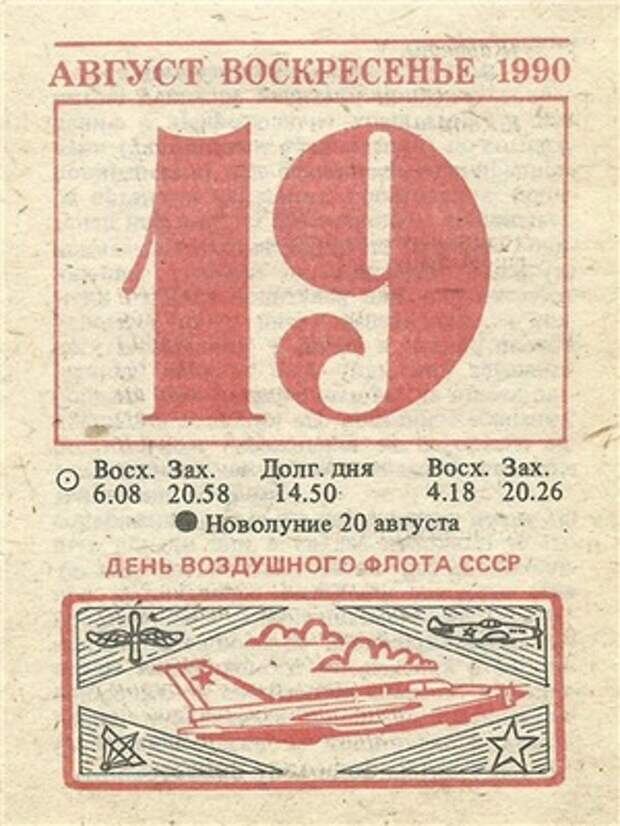 АВГУСТ ВОСКРЕСЕНЬЕ 1990
19
Восх. Зах. Долг. дня Восх. Зах.
6.08 20.58 14.50 4.18 20.26
Новолуние 20 августа
ДЕНЬ ВОЗДУШНОГО ФЛОТА СССР